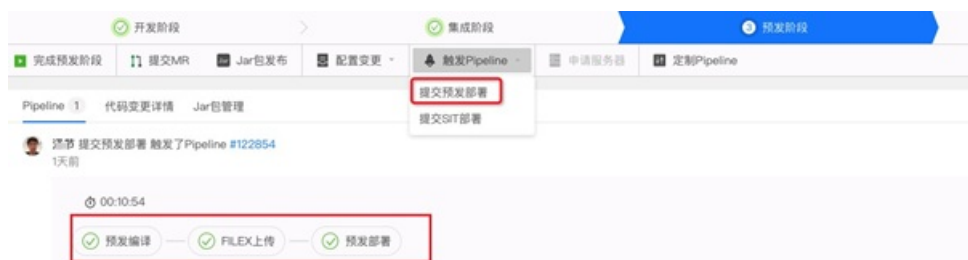 开发阶段
集成阶段
3 预发阶段
完成预发阶段 提交MR Jar包发布 配置变更 触发Pipeline 申请服务器 定制Pipeline
提交预发部署
提交SIT部署
Pipeline 1 代码变更详情 Jar包管理
提交预发部署 触发了Pipeline #122854
1天前
00:10:54
预发编译 FILEX上传 预发部署